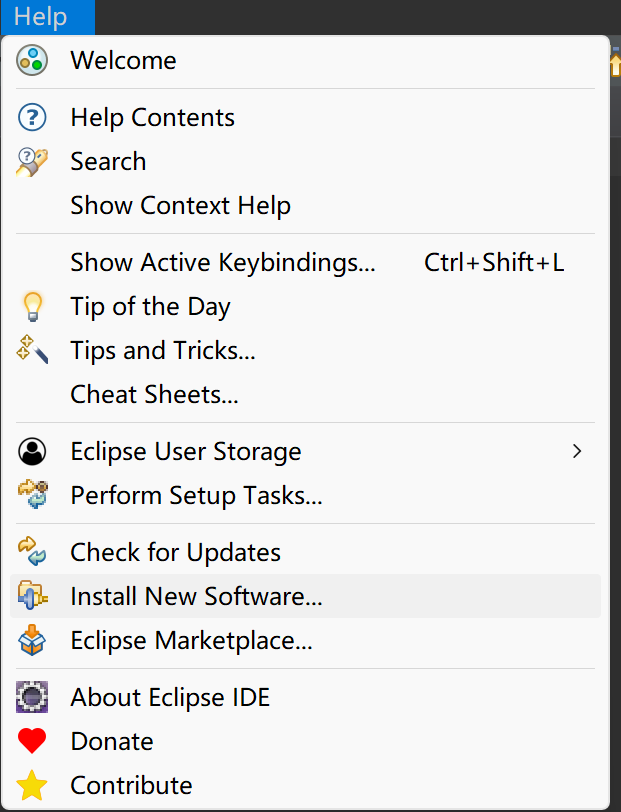 Help
Welcome
Help Contents
Search
Show Context Help
Show Active Keybindings... Ctrl+Shift+L
Tip of the Day
Tips and Tricks...
Cheat Sheets...
Eclipse User Storage
Perform Setup Tasks...
Check for Updates
Install New Software...
Eclipse Marketplace...
About Eclipse IDE
Donate
Contribute